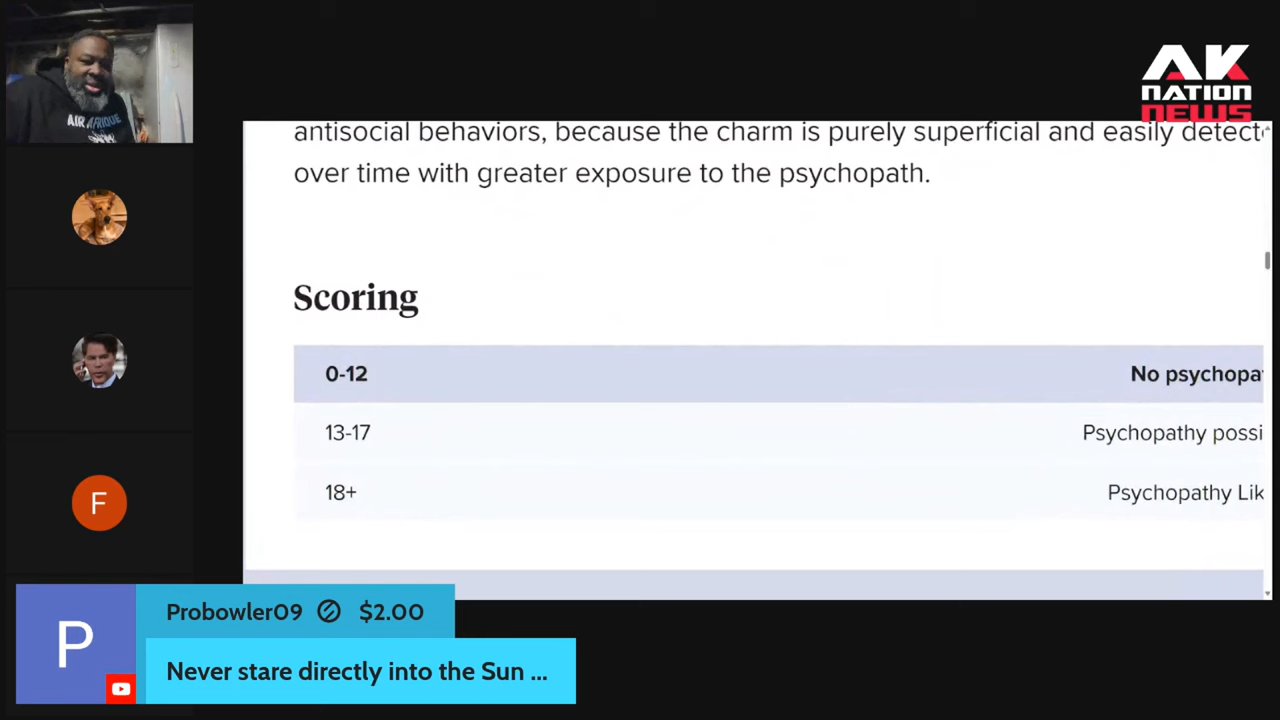 AK
NATION
NEWS
AIR AFRIQUE
antisocial behaviors, because the charm is purely superficial and easily detect
over time with greater exposure to the psychopath.
Scoring
0-12 No psychopa
13-17 Psychopathy possi
18+ Psychopathy Lik
F
P
Probowler09 $2.00
Never stare directly into the Sun ...